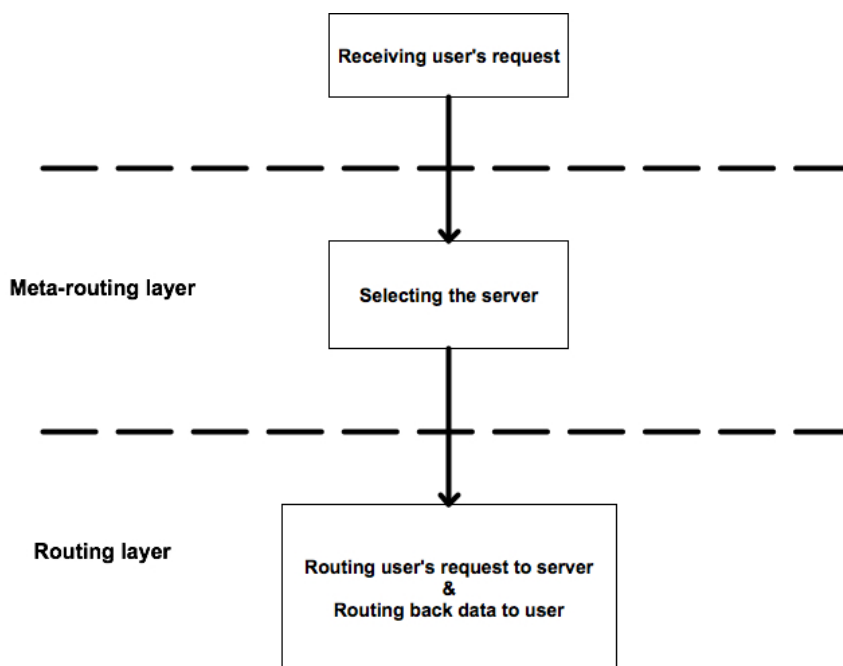 Receiving user's request
Meta-routing layer
Selecting the server
Routing layer
Routing user's request to server
&
Routing back data to user